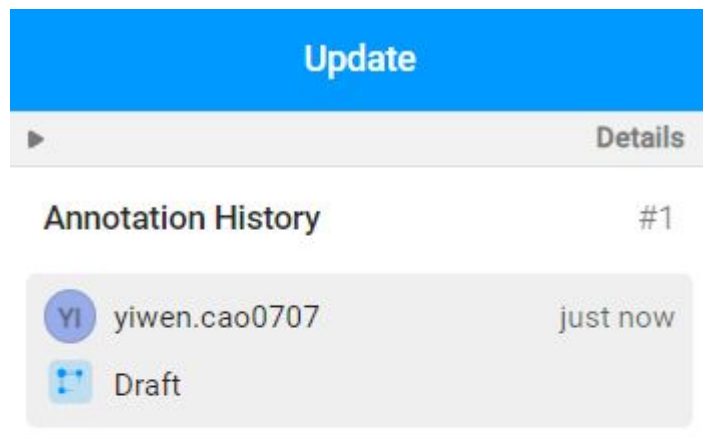 Update
Details
Annotation History #1
YI yiwen.cao0707 just now
Draft